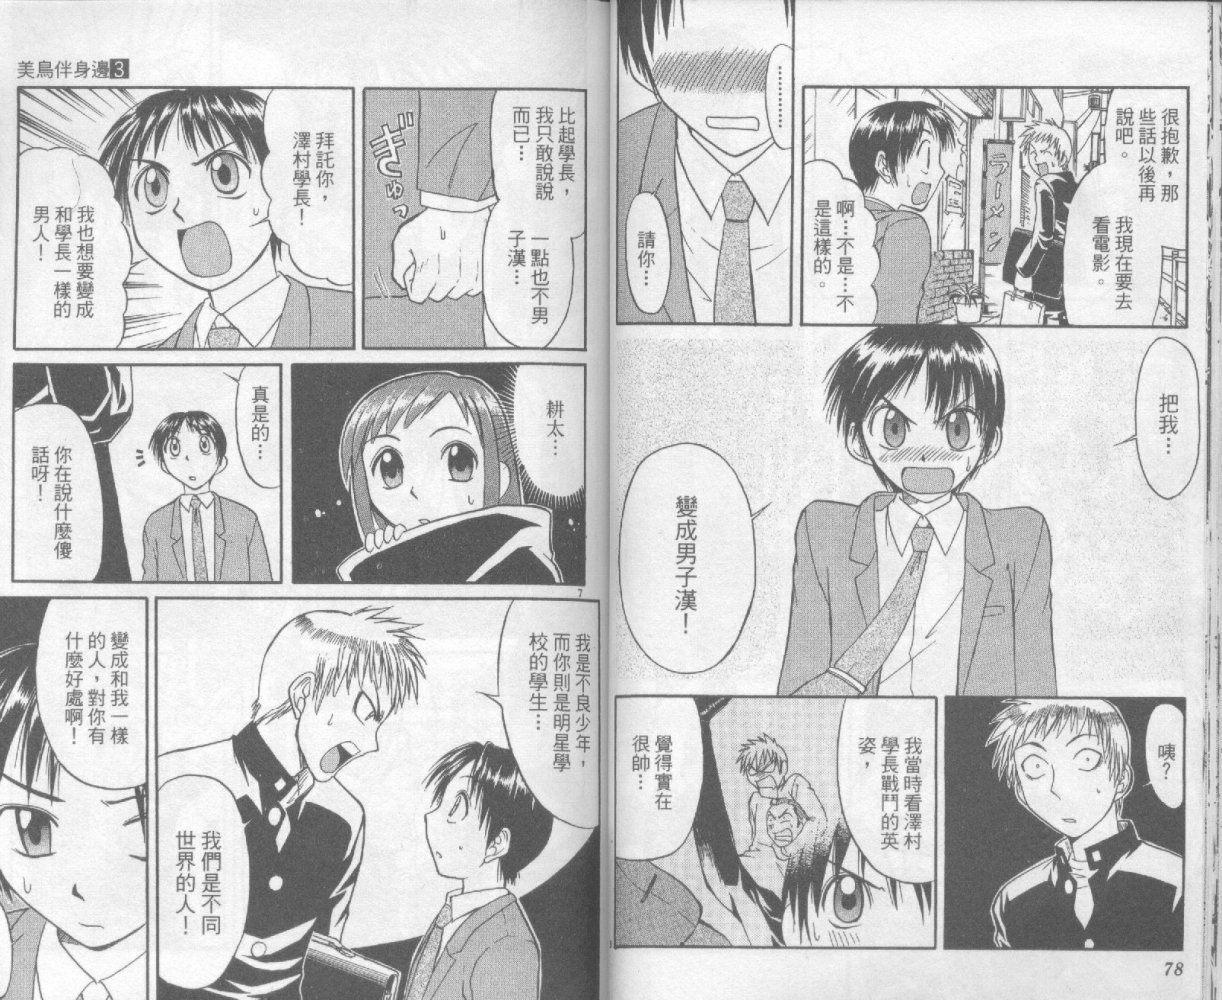 很抱歉，那
些話以後再
說吧。
我現在要去
看電影。
ラーメン
啊…不是…不
是這樣的。
…………
請你…
把我…
變成男子漢！
咦？
我當時看澤村
學長戰鬥的英
姿，
覺得實在
很帥…
78
美鳥伴身邊3
比起學長，
我只敢說說
而已…
一點也不男
子漢…
ぎゅっ
拜託你，
澤村學長！
我也想要變成
和學長一樣的
男人！
耕太…
真是的…
你在說什麼傻
話呀！
7
我是不良少年，
而你則是明星學
校的學生…
我們是不同
世界的人！
變成和我一樣
的人，對你有
什麼好處啊！